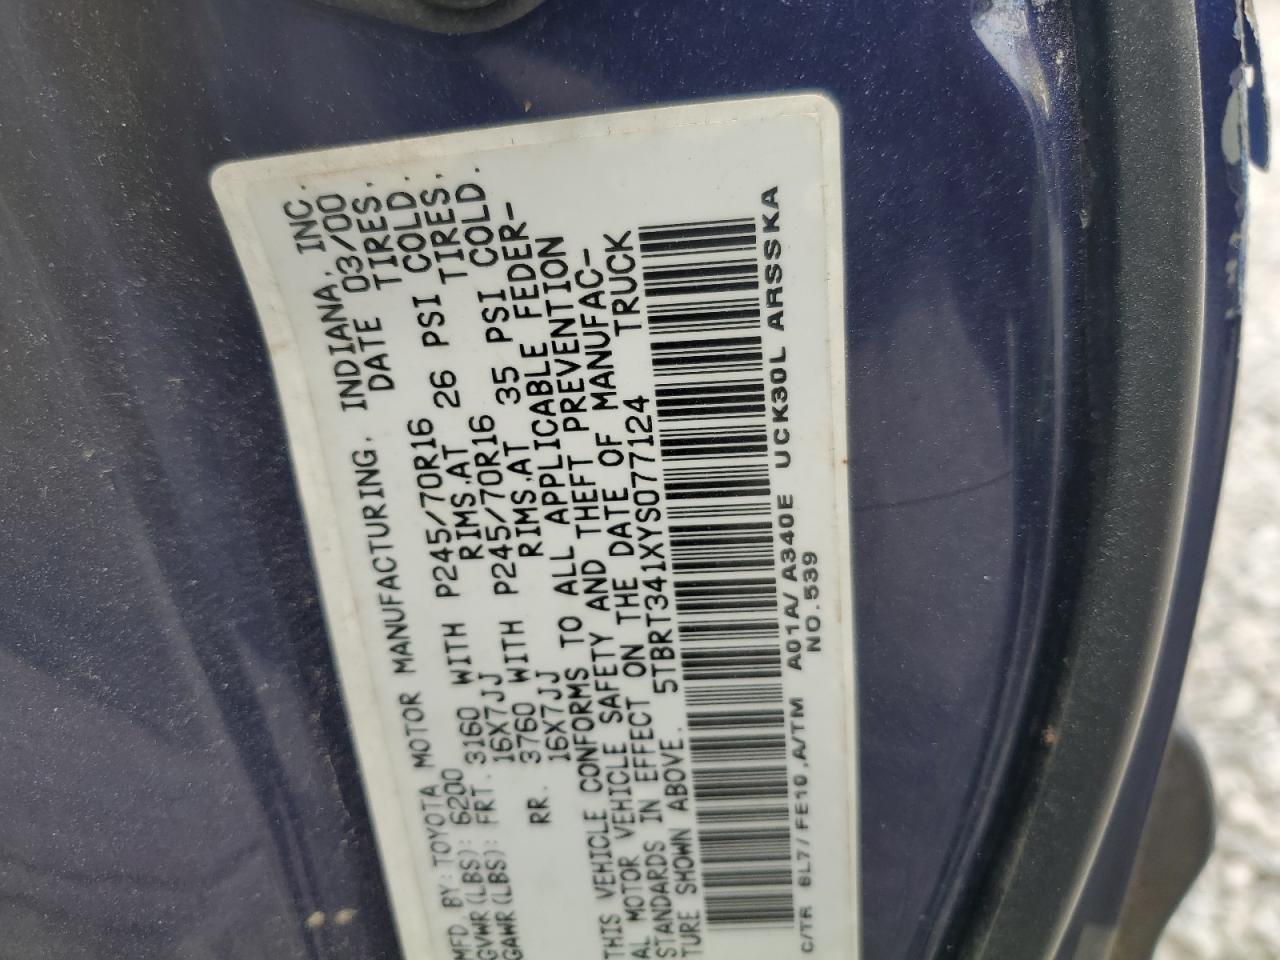 MFD. BY: TOYOTA MOTOR MANUFACTURING, INDIANA, INC.
GVWR(LBS): 6200 DATE 03/00
GAWR(LBS): FRT. 3160 WITH P245/70R16 TIRES.
16X7JJ RIMS.AT 26 PSI COLD.
RR. 3760 WITH P245/70R16 TIRES.
16X7JJ RIMS.AT 35 PSI COLD.
THIS VEHICLE CONFORMS TO ALL APPLICABLE FEDER-
AL MOTOR VEHICLE SAFETY AND THEFT PREVENTION
STANDARDS IN EFFECT ON THE DATE OF MANUFAC-
TURE SHOWN ABOVE. 5TBRT341XYS077124 TRUCK
C/TR 8L7/FE10,A/TM A01A/A340E UCK30L ARSSKA
NO.539